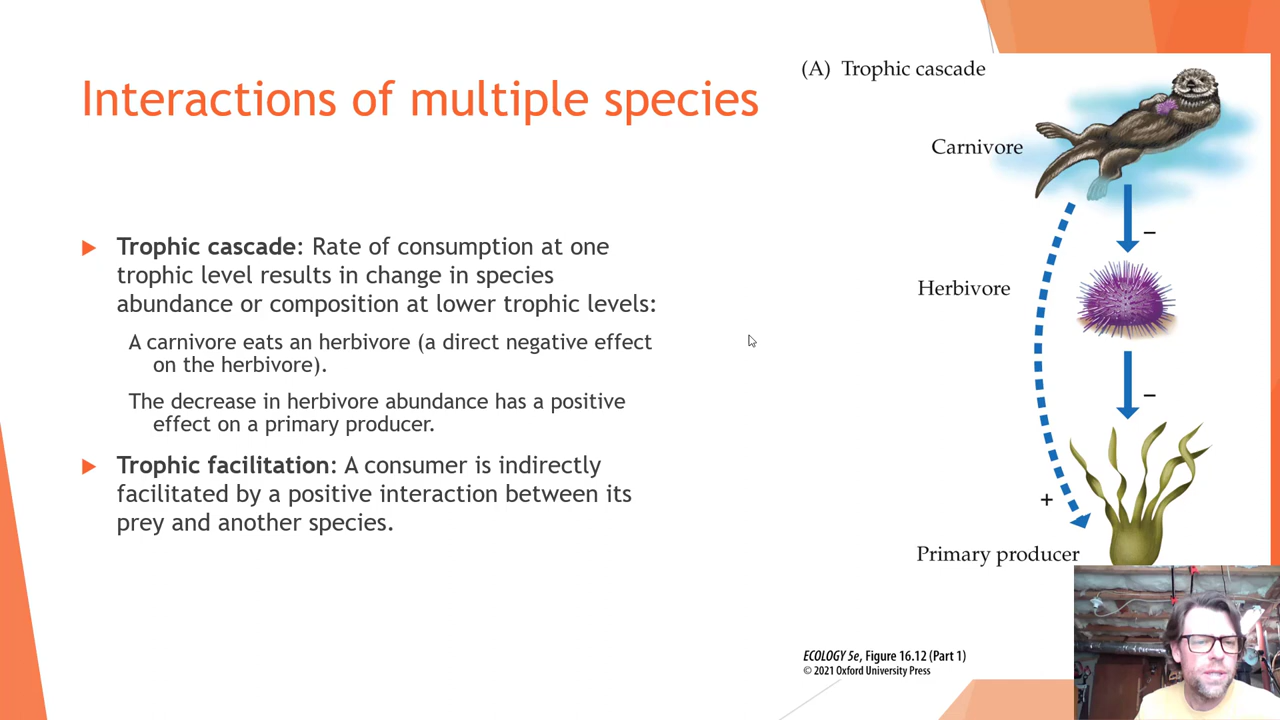 Interactions of multiple species
Trophic cascade: Rate of consumption at one
trophic level results in change in species
abundance or composition at lower trophic levels:
A carnivore eats an herbivore (a direct negative effect
on the herbivore).
The decrease in herbivore abundance has a positive
effect on a primary producer.
Trophic facilitation: A consumer is indirectly
facilitated by a positive interaction between its
prey and another species.
(A) Trophic cascade
Carnivore
–
Herbivore
–
+
Primary producer
ECOLOGY 5e, Figure 16.12 (Part 1)
© 2021 Oxford University Press